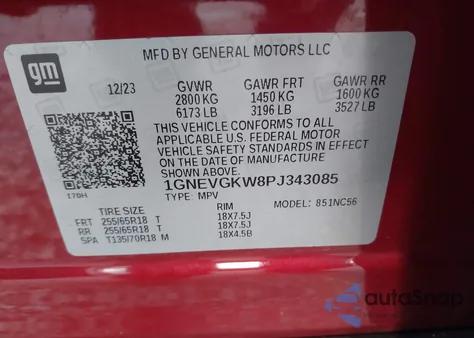 gm
MFD BY GENERAL MOTORS LLC
12/23 GVWR GAWR FRT GAWR RR
2800 KG 1450 KG 1600 KG
6173 LB 3196 LB 3527 LB
THIS VEHICLE CONFORMS TO ALL
APPLICABLE U.S. FEDERAL MOTOR
VEHICLE SAFETY STANDARDS IN EFFECT
ON THE DATE OF MANUFACTURE
SHOWN ABOVE.
1GNEVGKW8PJ343085
TYPE: MPV MODEL: 851NC56
170H
TIRE SIZE RIM
FRT 255/65R18 T 18X7.5J
RR 255/65R18 T 18X7.5J
SPA T135/70R18 M 18X4.5B
autoSnap